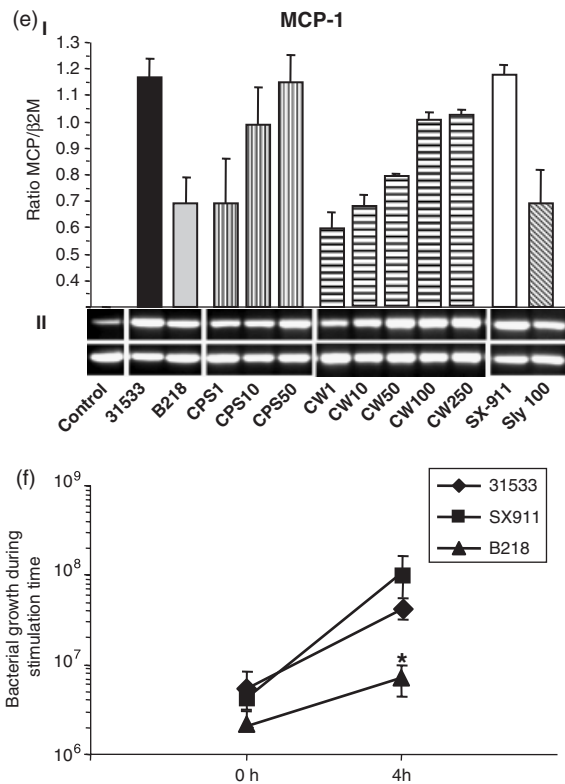 (e) I MCP-1
Ratio MCP/β2M
1.3
1.2
1.1
1.0
0.9
0.8
0.7
0.6
0.5
0.4
II
Control
31533
B218
CPS1
CPS10
CPS50
CW1
CW10
CW50
CW100
CW250
SX-911
Sly 100
(f)
Bacterial growth during
stimulation time
10⁹
10⁸
10⁷
10⁶
31533
SX911
B218
*
0 h 4h